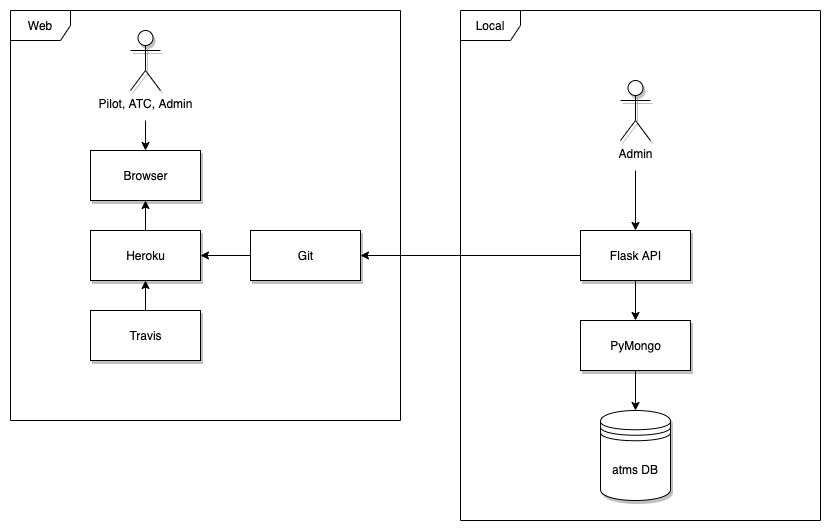 Web
Pilot, ATC, Admin
Browser
Heroku
Git
Travis
Local
Admin
Flask API
PyMongo
atms DB